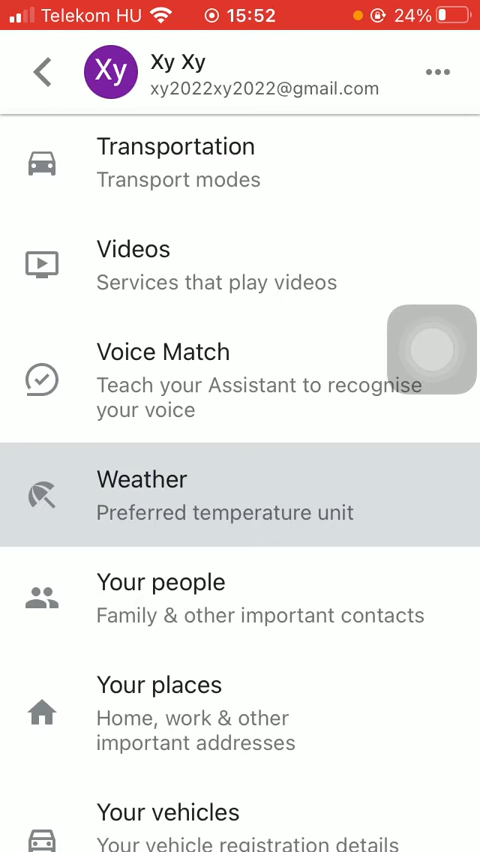 Telekom HU 15:52 24%
Xy Xy Xy
xy2022xy2022@gmail.com
Transportation
Transport modes
Videos
Services that play videos
Voice Match
Teach your Assistant to recognise
your voice
Weather
Preferred temperature unit
Your people
Family & other important contacts
Your places
Home, work & other
important addresses
Your vehicles
Your vehicle registration details